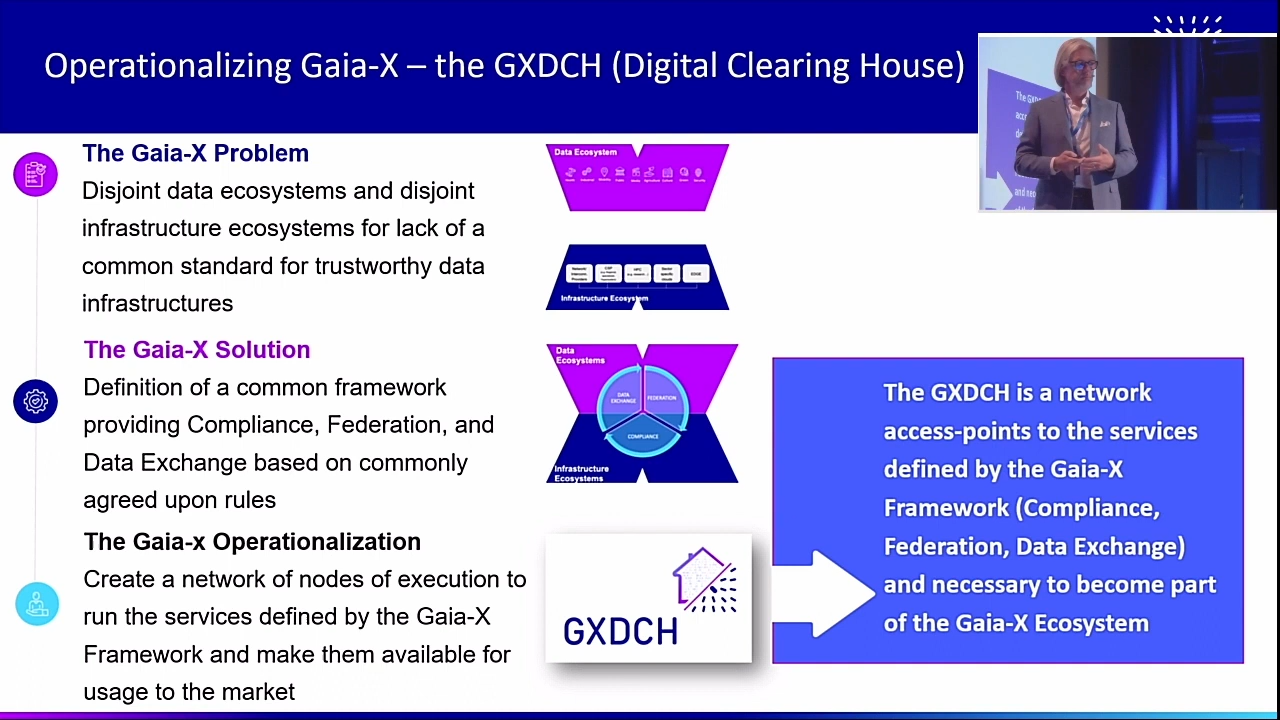 Operationalizing Gaia-X – the GXDCH (Digital Clearing House)
The Gaia-X Problem
Disjoint data ecosystems and disjoint
infrastructure ecosystems for lack of a
common standard for trustworthy data
infrastructures
Data Ecosystem
Infrastructure Ecosystem
The Gaia-X Solution
Definition of a common framework
providing Compliance, Federation, and
Data Exchange based on commonly
agreed upon rules
Data
Ecosystems
DATA
EXCHANGE
FEDERATION
COMPLIANCE
Infrastructure
Ecosystems
The Gaia-x Operationalization
Create a network of nodes of execution to
run the services defined by the Gaia-X
Framework and make them available for
usage to the market
GXDCH
The GXDCH is a network
access-points to the services
defined by the Gaia-X
Framework (Compliance,
Federation, Data Exchange)
and necessary to become part
of the Gaia-X Ecosystem